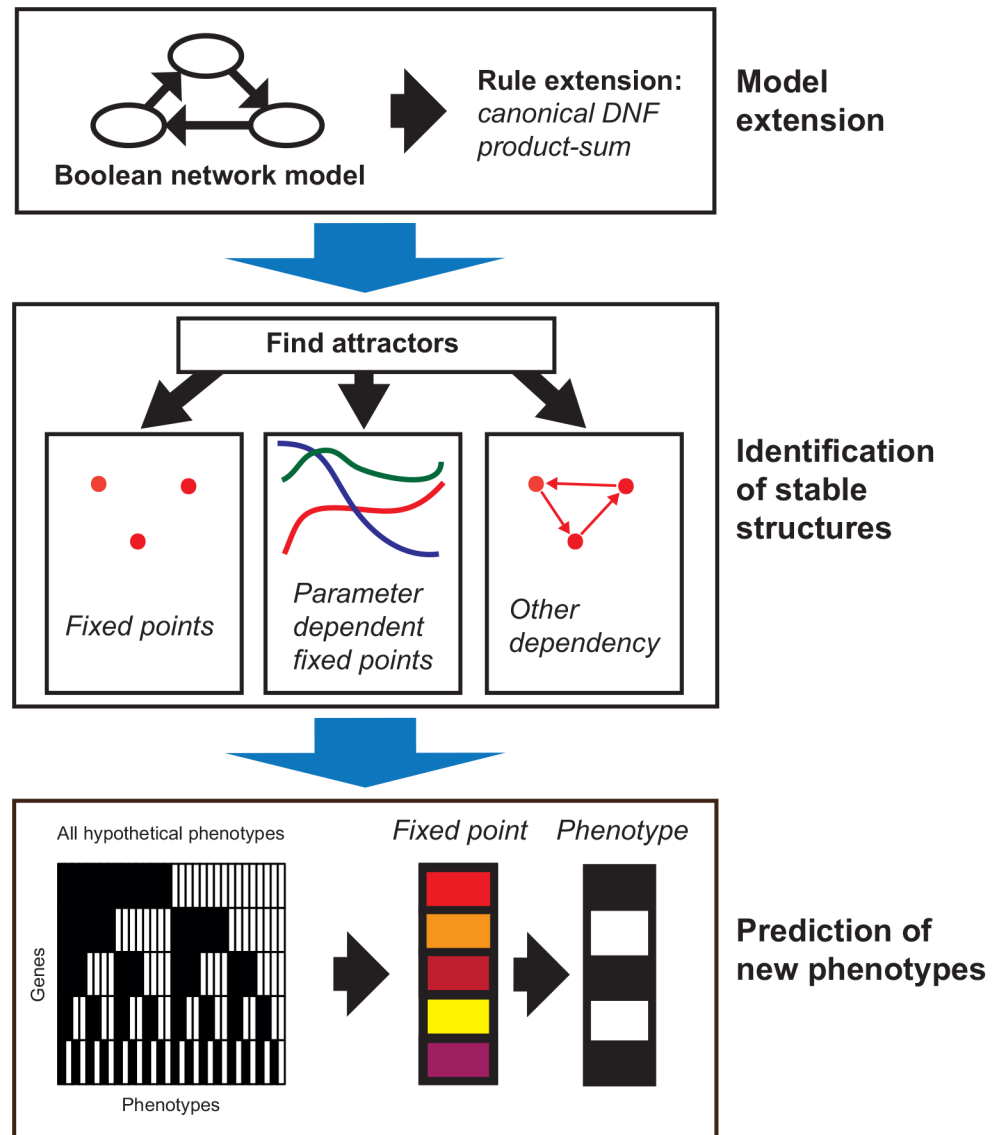 Boolean network model
Rule extension:
canonical DNF
product-sum
Model
extension
Find attractors
Fixed points
Parameter
dependent
fixed points
Other
dependency
Identification
of stable
structures
All hypothetical phenotypes
Genes
Phenotypes
Fixed point
Phenotype
Prediction of
new phenotypes